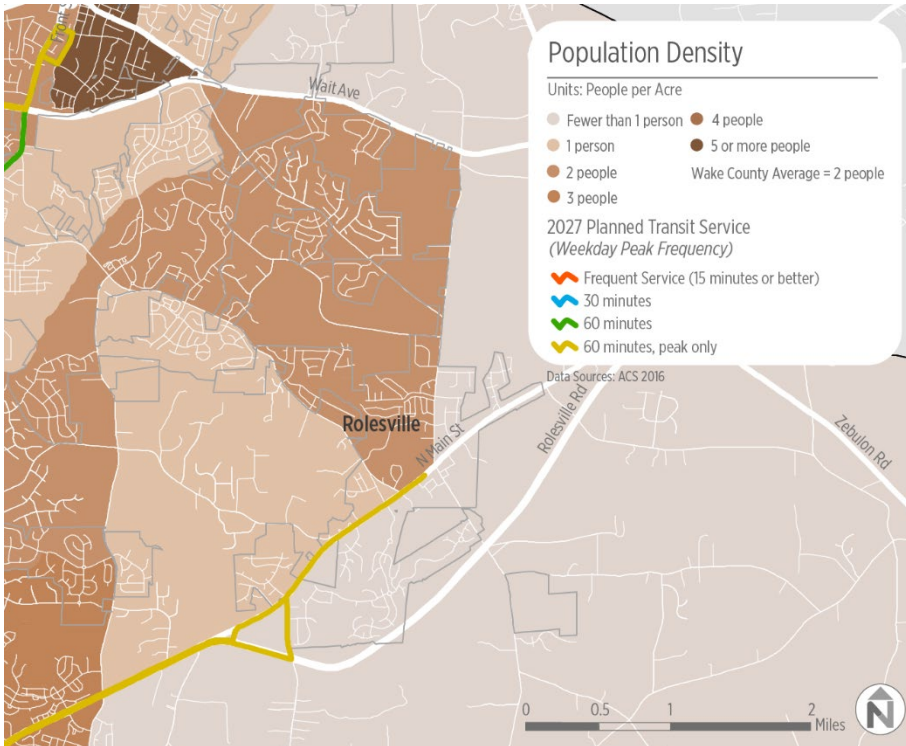 Front
Wait Ave
Population Density
Units: People per Acre
Fewer than 1 person
4 people
1 person
5 or more people
2 people
Wake County Average = 2 people
3 people
2027 Planned Transit Service
(Weekday Peak Frequency)
Frequent Service (15 minutes or better)
30 minutes
60 minutes
60 minutes, peak only
Data Sources: ACS 2016
Rolesville
N Main St
Rolesville Rd
Zebulon Rd
0 0.5 1 2
Miles
N